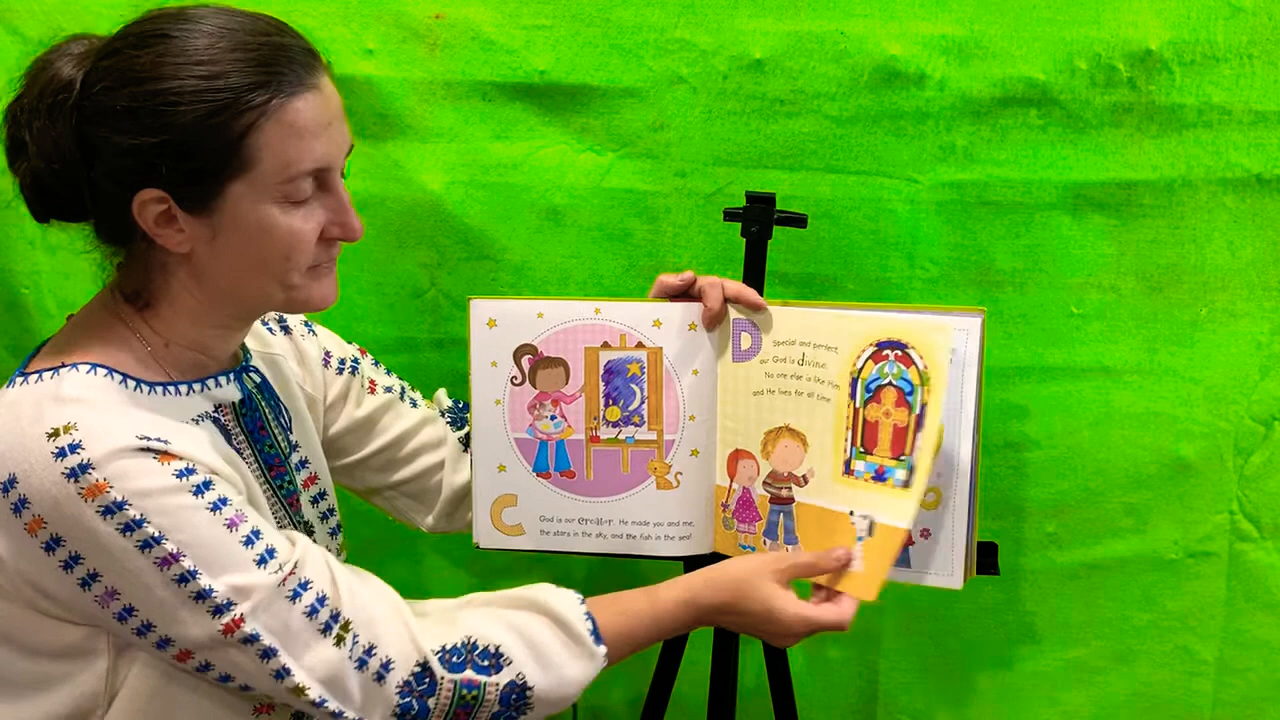 C
God is our creator. He made you and me,
the stars in the sky, and the fish in the sea!
D
Special and perfect,
our God is divine.
No one else is like Him,
and He lives for all time.